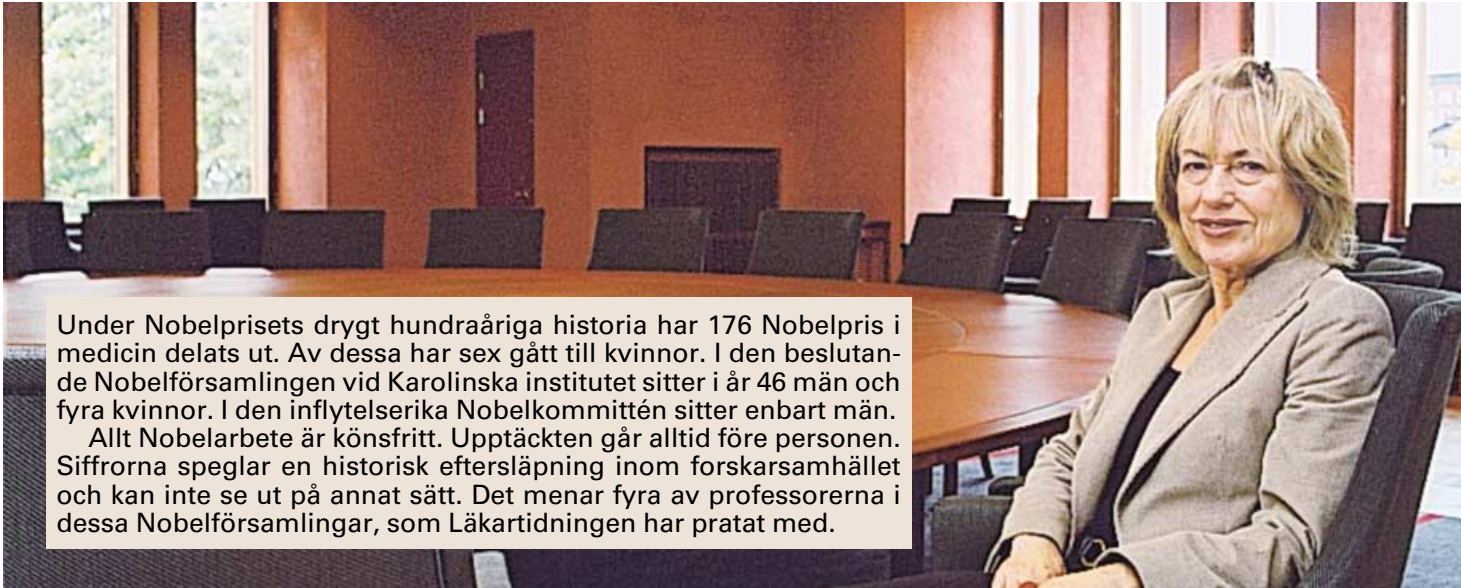 Under Nobelprisets drygt hundraåriga historia har 176 Nobelpris i
medicin delats ut. Av dessa har sex gått till kvinnor. I den beslutan-
de Nobelförsamlingen vid Karolinska institutet sitter i år 46 män och
fyra kvinnor. I den inflytelserika Nobelkommittén sitter enbart män.
Allt Nobelarbete är könsfritt. Upptäckten går alltid före personen.
Siffrorna speglar en historisk eftersläpning inom forskarsamhället
och kan inte se ut på annat sätt. Det menar fyra av professorerna i
dessa Nobelförsamlingar, som Läkartidningen har pratat med.